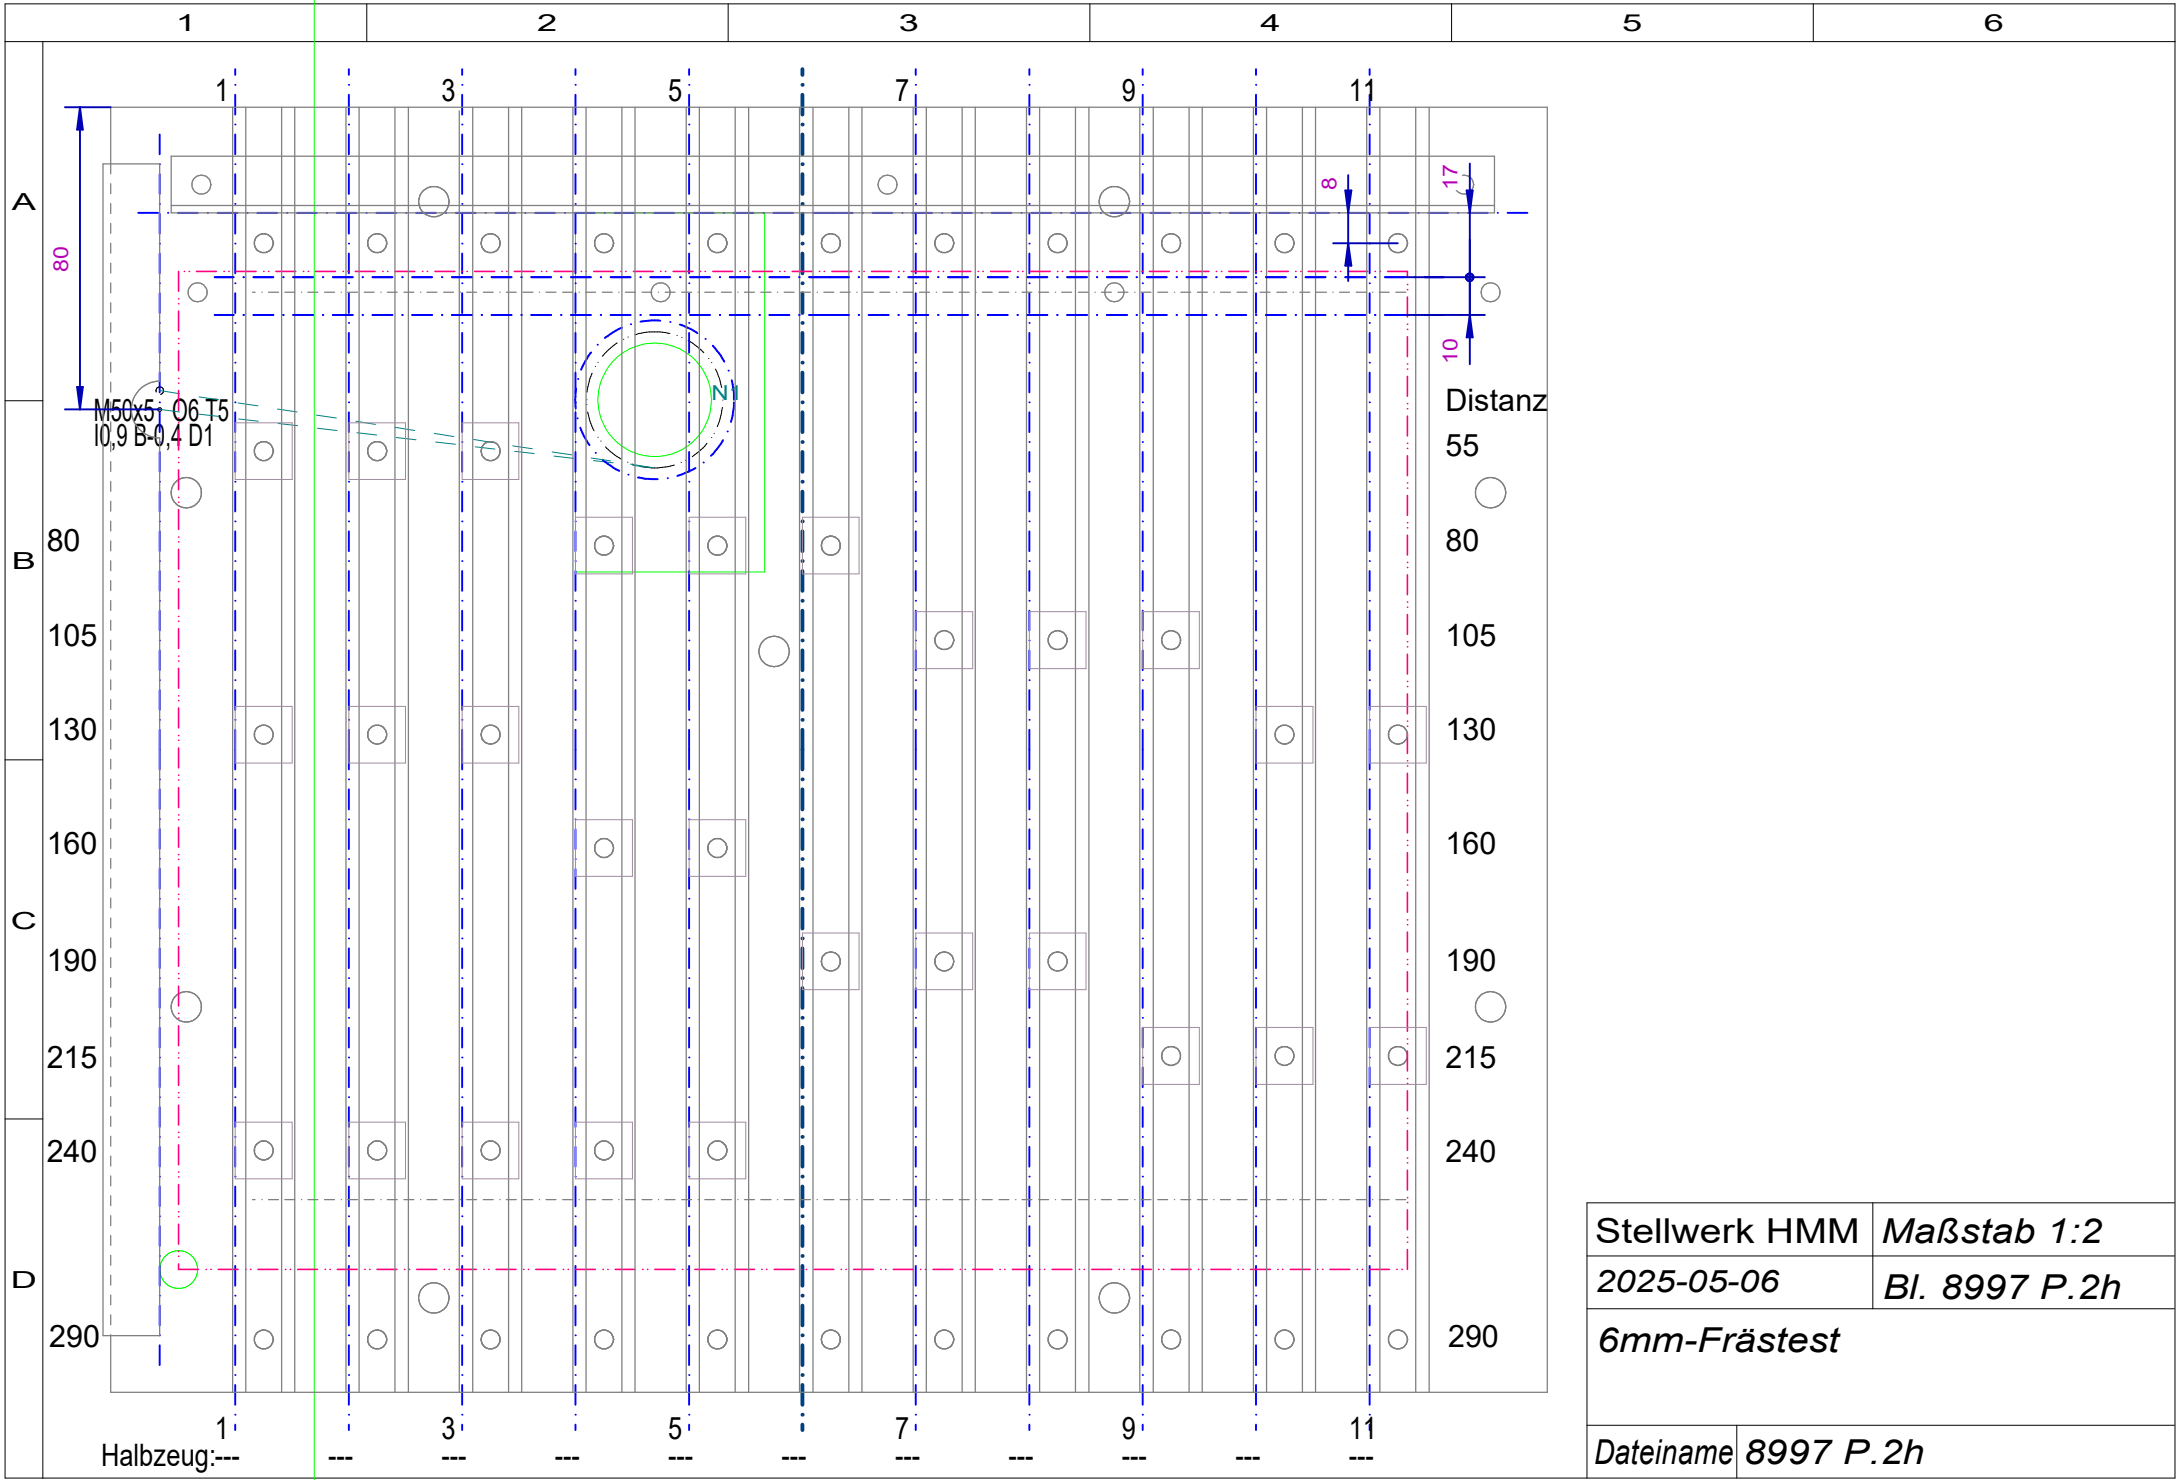 1 2 3 4 5 6
1 3 5 7 9 11
A
8 17
80
10
M50x5 O6 T5
I0,9 B-0,4 D1
N1
Distanz
55
80 80
B
105 105
130 130
160 160
C
190 190
215 215
240 240
D
290 290
1 3 5 7 9 11
Halbzeug:--- --- --- --- --- --- --- --- --- --- ---
Stellwerk HMM Maßstab 1:2
2025-05-06 Bl. 8997 P.2h
6mm-Frästest
Dateiname 8997 P.2h